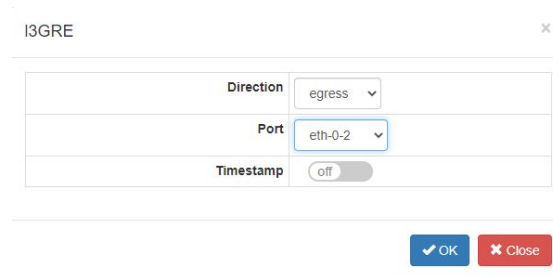 l3GRE ×
Direction egress
Port eth-0-2
Timestamp off
OK Close